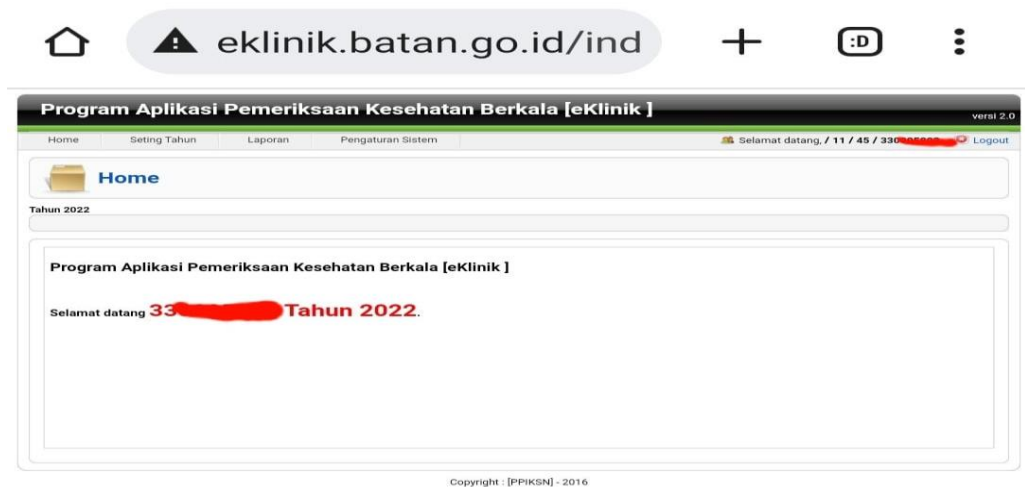 eklinik.batan.go.id/ind
:D
Program Aplikasi Pemeriksaan Kesehatan Berkala [eKlinik ]
versi 2.0
Home Seting Tahun Laporan Pengaturan Sistem
Selamat datang, / 11 / 45 / 330 Logout
Home
Tahun 2022
Program Aplikasi Pemeriksaan Kesehatan Berkala [eKlinik ]
Selamat datang 33 Tahun 2022.
Copyright : [PPIKSN] - 2016